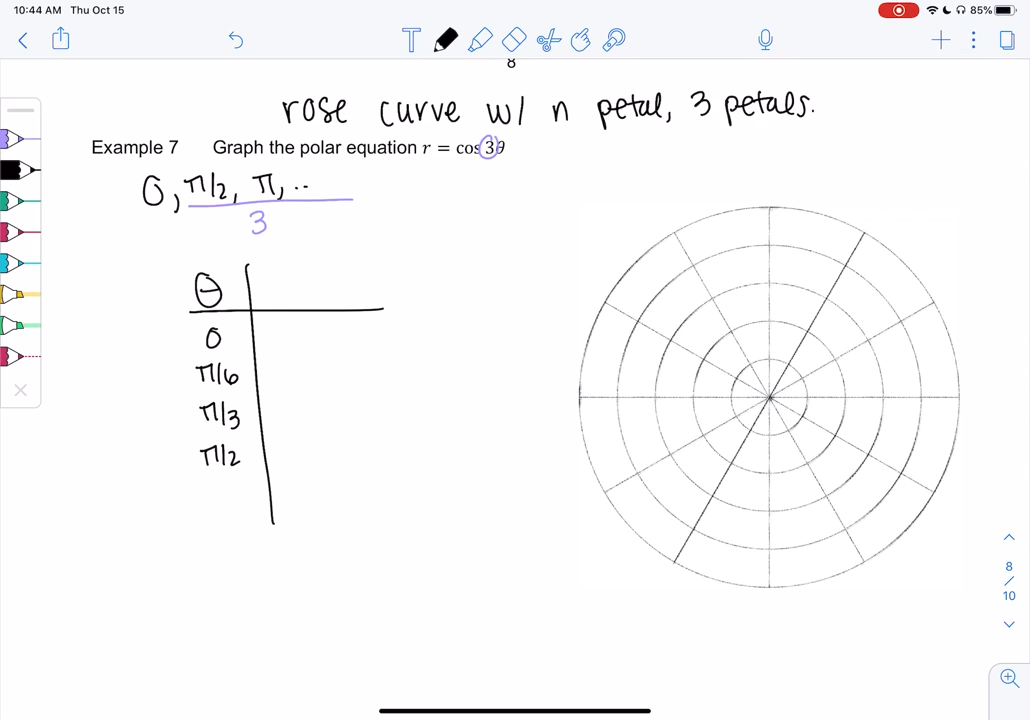 10:44 AM Thu Oct 15
85%
T
8
rose curve w/ n petal, 3 petals.
Example 7 Graph the polar equation r = cos 3θ
0, π/2, π, ..
3
θ
0
π/6
π/3
π/2
8
/
10